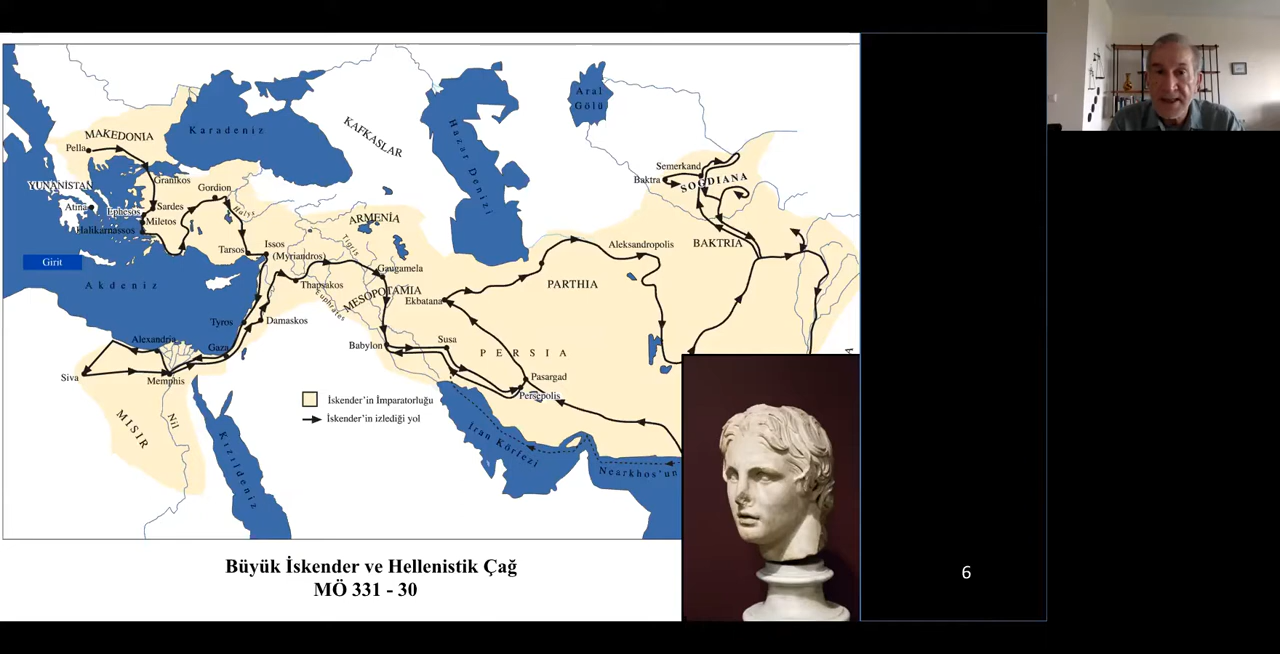 Aral
Gölü
Karadeniz
KAFKASLAR
Hazar Denizi
MAKEDONIA
Pella
Granikos
YUNANİSTAN
Gordion
Atina
Sardes
Ephesos
Miletos
Halikarnassos
Halys
ARMENİA
Semerkand
Baktra
SOGDIANA
BAKTRIA
Aleksandropolis
PARTHIA
Tarsos
Issos
(Myriandros)
Tigris
Gaugamela
Girit
Akdeniz
Thapsakos
Euphrates
MESOPOTAMIA
Ekbatana
Tyros
Damaskos
Alexandria
Gaza
Babylon
Susa
PERSIA
Siva
Memphis
Pasargad
Persepolis
MISIR
Nil
Kızıldeniz
İskender'in İmparatorluğu
İskender'in izlediği yol
İran Körfezi
Nearkhos'un
A
Büyük İskender ve Hellenistik Çağ
MÖ 331 - 30
6